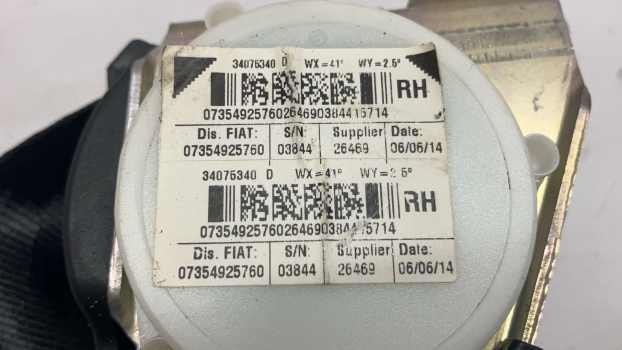 34075340 D WX=41° WY=2.5°
RH
07354925760264690384415714
Dis. FIAT: S/N: Supplier Date:
07354925760 03844 26469 06/06/14
34075340 D WX=41° WY=2.5°
RH
07354925760264690384415714
Dis. FIAT: S/N: Supplier Date:
07354925760 03844 26469 06/06/14